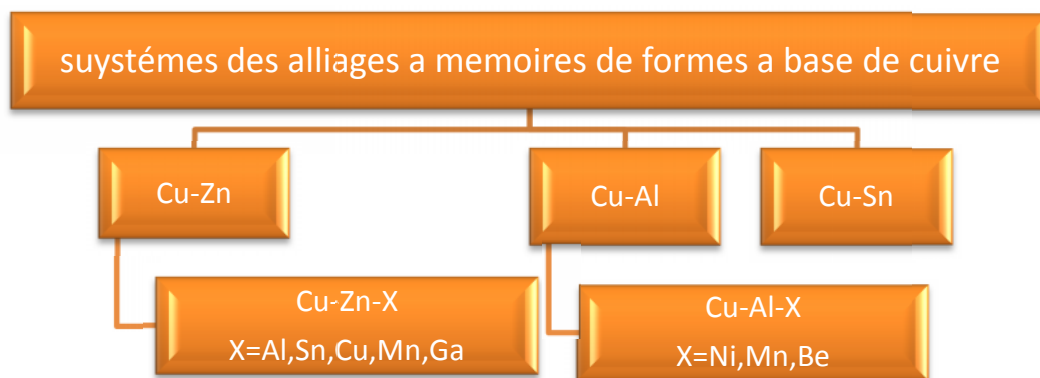 suystémes des alliages a memoires de formes a base de cuivre
Cu-Zn
Cu-Al
Cu-Sn
Cu-Zn-X
X=Al,Sn,Cu,Mn,Ga
Cu-Al-X
X=Ni,Mn,Be